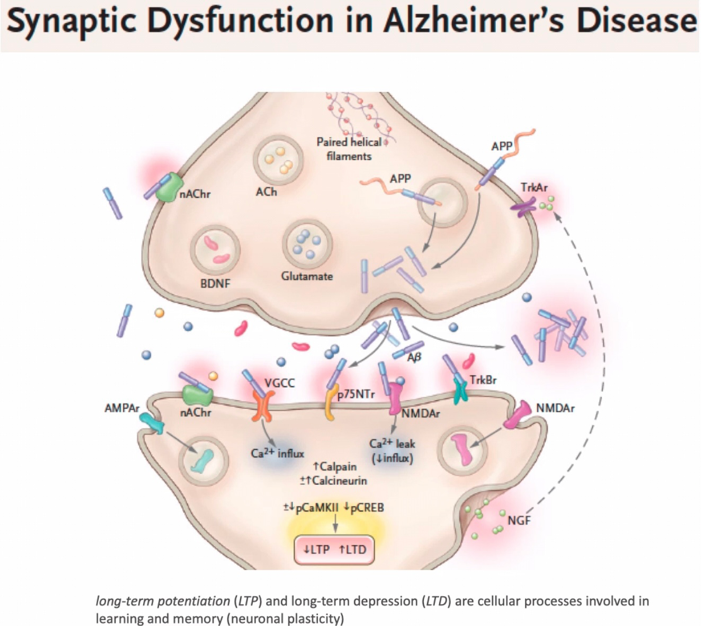 Synaptic Dysfunction in Alzheimer’s Disease
Paired helical
filaments
APP
APP
TrkAr
nAChr
ACh
BDNF
Glutamate
Aβ
VGCC
p75NTr
TrkBr
AMPAr
nAChr
NMDAr
NMDAr
Ca²⁺ influx
Ca²⁺ leak
(↓influx)
↑Calpain
±↑Calcineurin
±↓pCaMKII ↓pCREB
NGF
↓LTP ↑LTD
long-term potentiation (LTP) and long-term depression (LTD) are cellular processes involved in
learning and memory (neuronal plasticity)